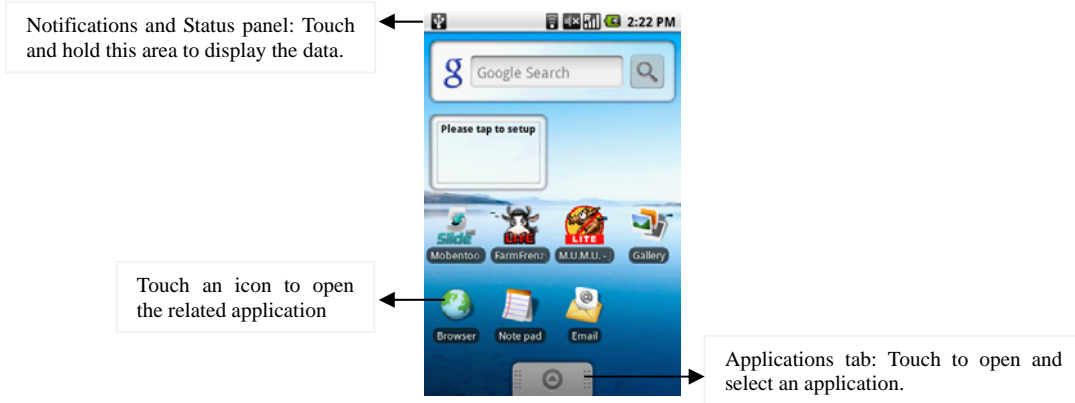 Notifications and Status panel: Touch
and hold this area to display the data.
2:22 PM
g Google Search
Please tap to setup
Slide
LITE
LITE
Mobentoo
FarmFrenz
M.U.M.U. -
Gallery
Touch an icon to open
the related application
Browser
Note pad
Email
Applications tab: Touch to open and
select an application.